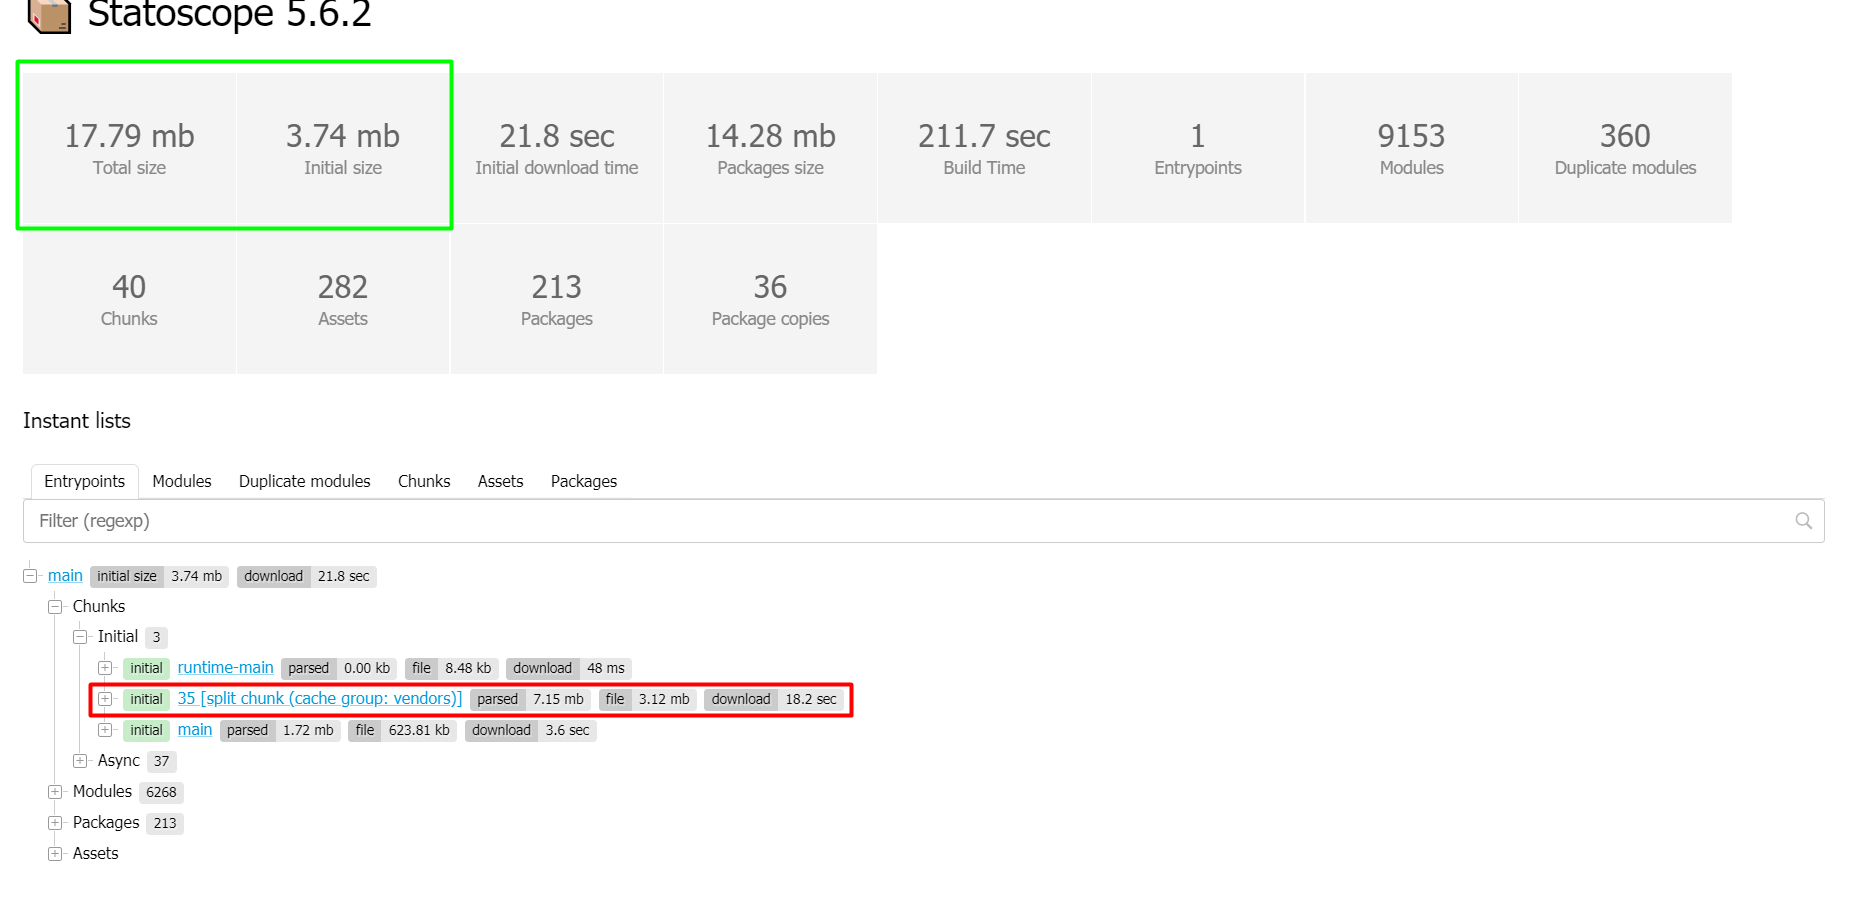 Statoscope 5.6.2
17.79 mb 3.74 mb 21.8 sec 14.28 mb 211.7 sec 1 9153 360
Total size Initial size Initial download time Packages size Build Time Entrypoints Modules Duplicate modules
40 282 213 36
Chunks Assets Packages Package copies
Instant lists
Entrypoints Modules Duplicate modules Chunks Assets Packages
Filter (regexp)
main initial size 3.74 mb download 21.8 sec
Chunks
Initial 3
initial runtime-main parsed 0.00 kb file 8.48 kb download 48 ms
initial 35 [split chunk (cache group: vendors)] parsed 7.15 mb file 3.12 mb download 18.2 sec
initial main parsed 1.72 mb file 623.81 kb download 3.6 sec
Async 37
Modules 6268
Packages 213
Assets